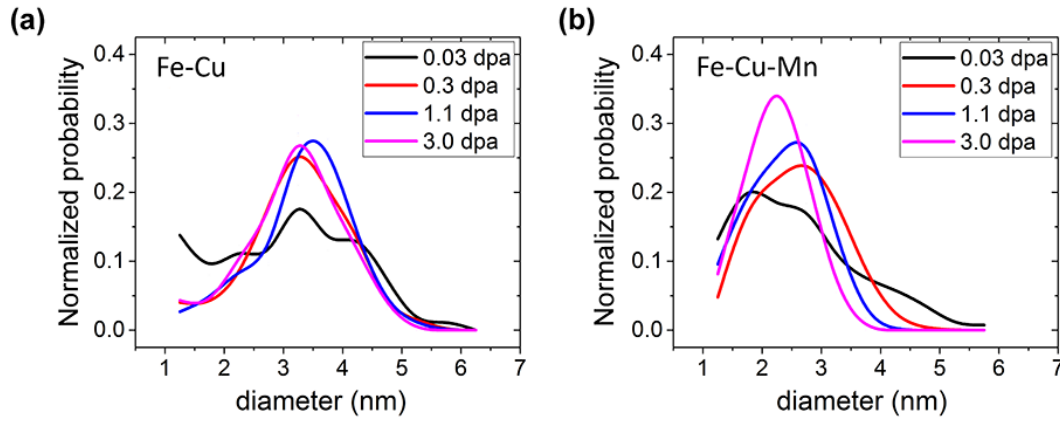 (a)
Normalized probability
0.4
0.3
0.2
0.1
0.0
Fe-Cu
0.03 dpa
0.3 dpa
1.1 dpa
3.0 dpa
1 2 3 4 5 6 7
diameter (nm)
(b)
Normalized probability
0.4
0.3
0.2
0.1
0.0
Fe-Cu-Mn
0.03 dpa
0.3 dpa
1.1 dpa
3.0 dpa
1 2 3 4 5 6 7
diameter (nm)